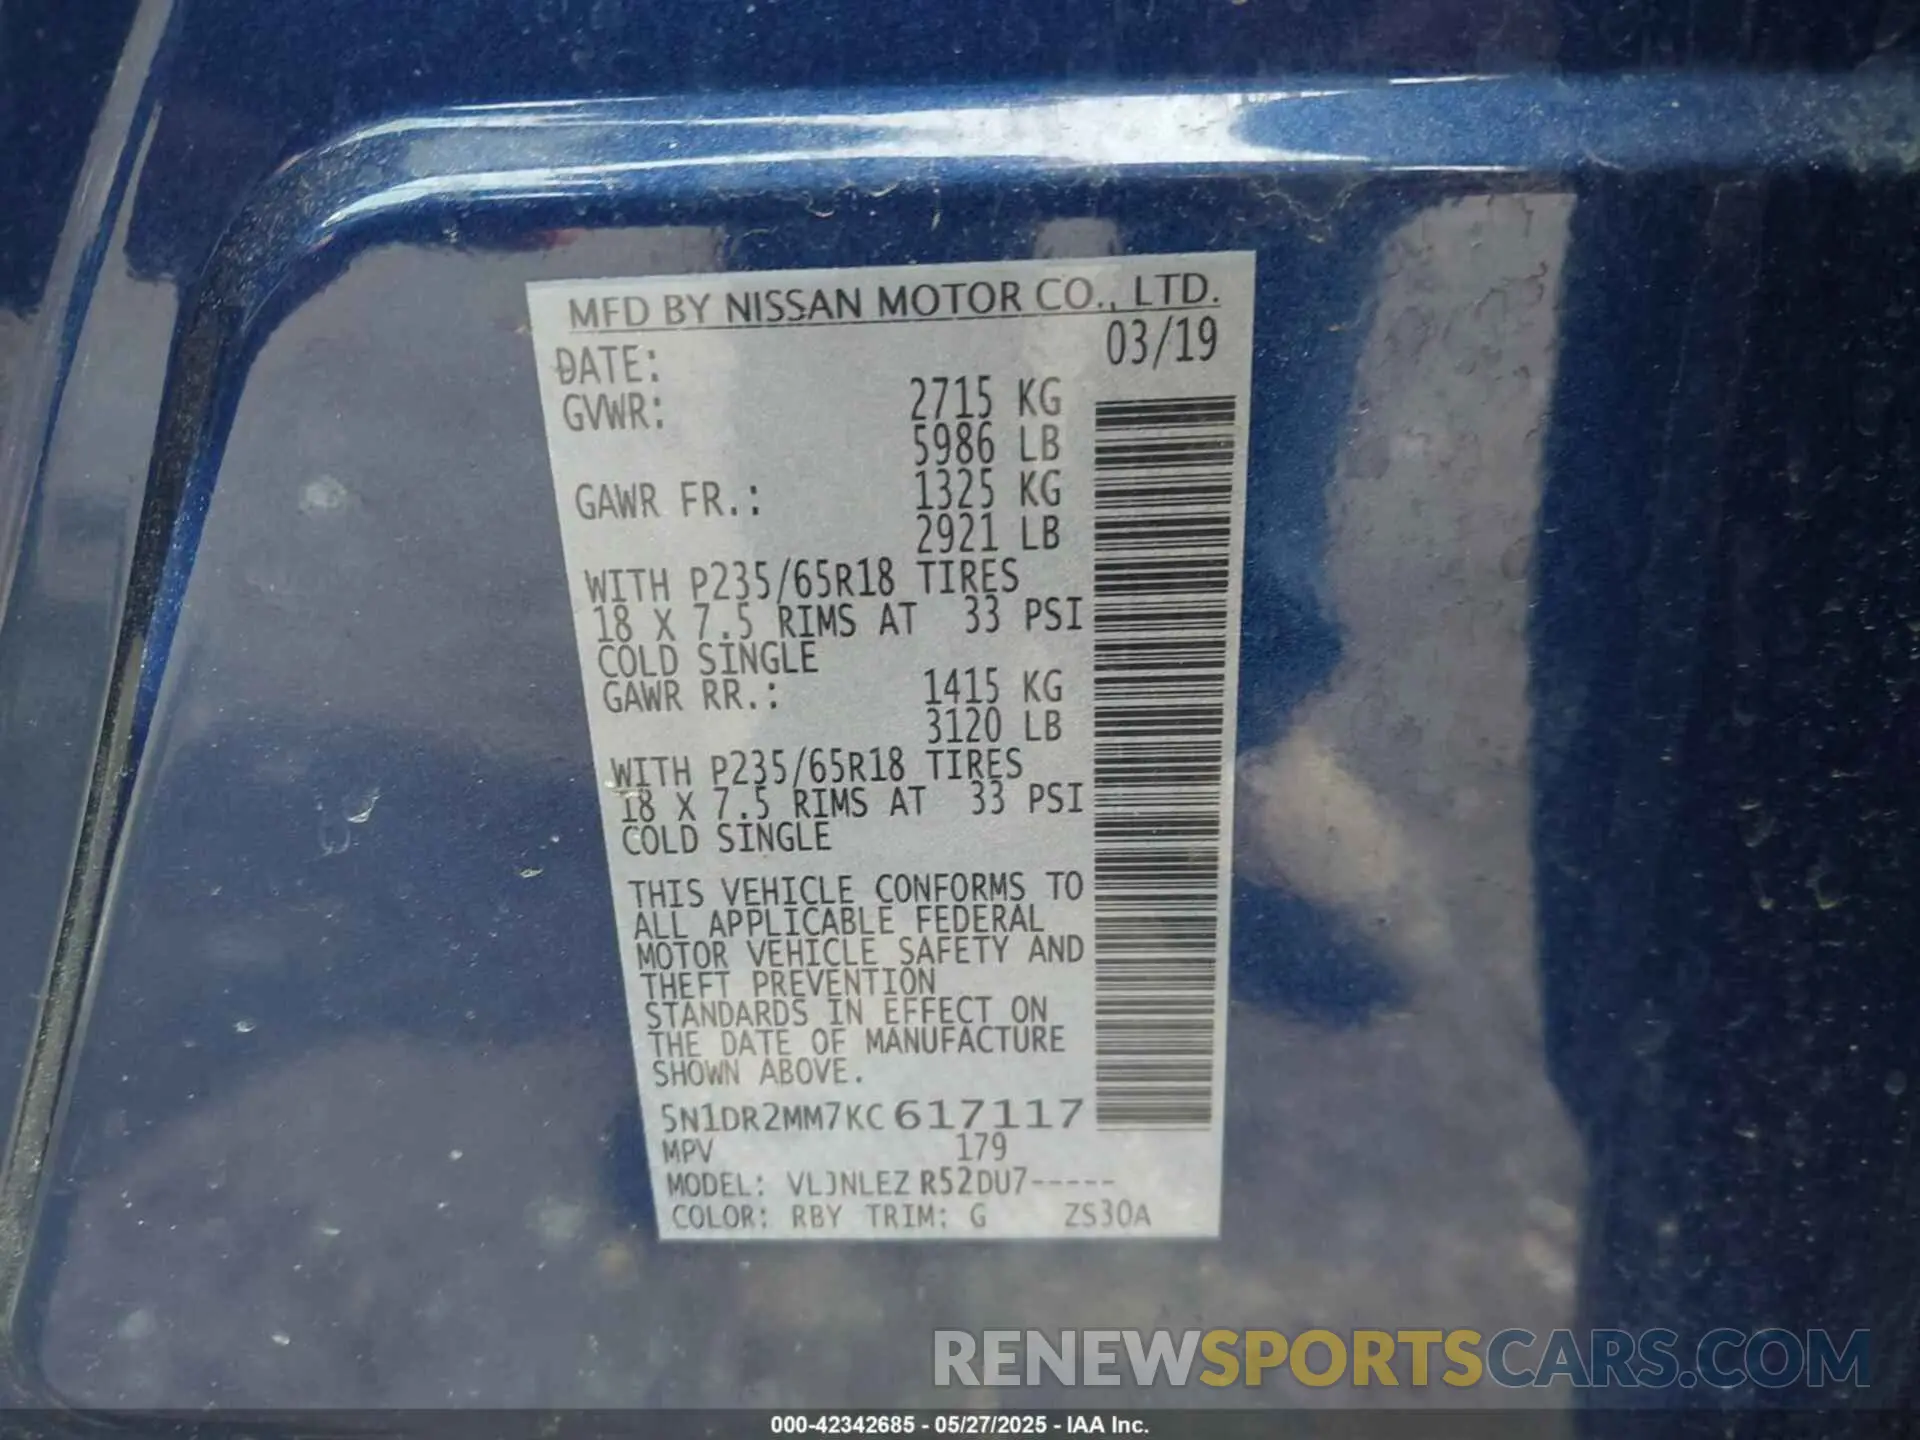 MFD BY NISSAN MOTOR CO., LTD.
DATE: 03/19
GVWR: 2715 KG
5986 LB
GAWR FR.: 1325 KG
2921 LB
WITH P235/65R18 TIRES
18 X 7.5 RIMS AT 33 PSI
COLD SINGLE
GAWR RR.: 1415 KG
3120 LB
WITH P235/65R18 TIRES
18 X 7.5 RIMS AT 33 PSI
COLD SINGLE
THIS VEHICLE CONFORMS TO
ALL APPLICABLE FEDERAL
MOTOR VEHICLE SAFETY AND
THEFT PREVENTION
STANDARDS IN EFFECT ON
THE DATE OF MANUFACTURE
SHOWN ABOVE.
5N1DR2MM7KC617117
MPV 179
MODEL: VLJNLEZ R52DU7-----
COLOR: RBY TRIM: G ZS30A
RENEWSPORTSCARS.COM
000-42342685 - 05/27/2025 - IAA Inc.